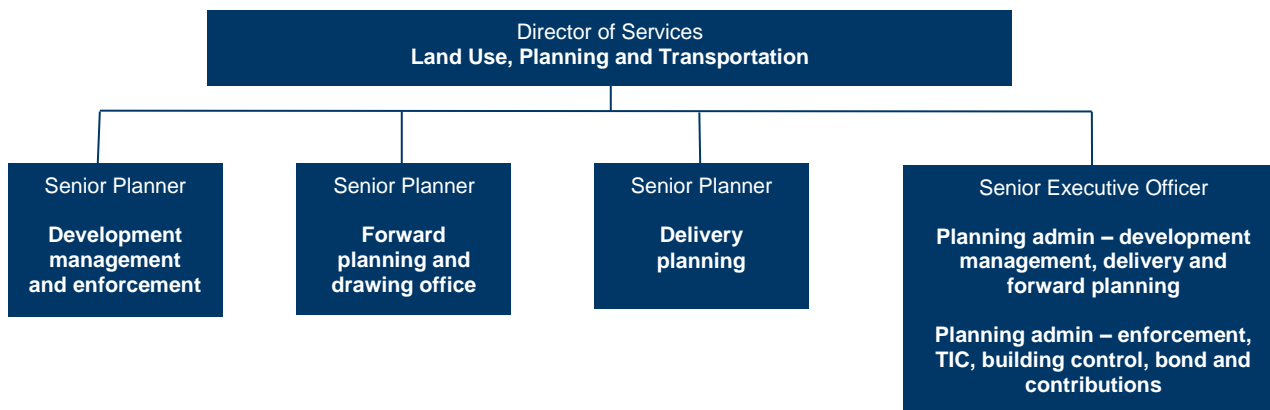 Director of Services
Land Use, Planning and Transportation
Senior Planner
Development
management
and enforcement
Senior Planner
Forward
planning and
drawing office
Senior Planner
Delivery
planning
Senior Executive Officer
Planning admin – development
management, delivery and
forward planning
Planning admin – enforcement,
TIC, building control, bond and
contributions